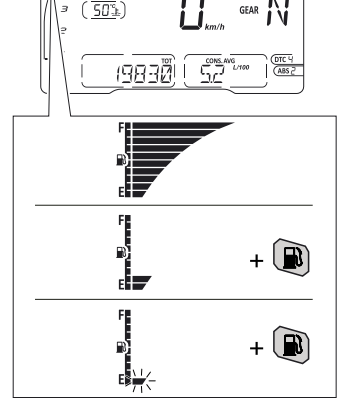 3
50°
0
km/h
GEAR N
2
TOT
19830
CONS. AVG
5.2 L/100
DTC 4
ABS 2
F
E
F
E
+
F
E
+